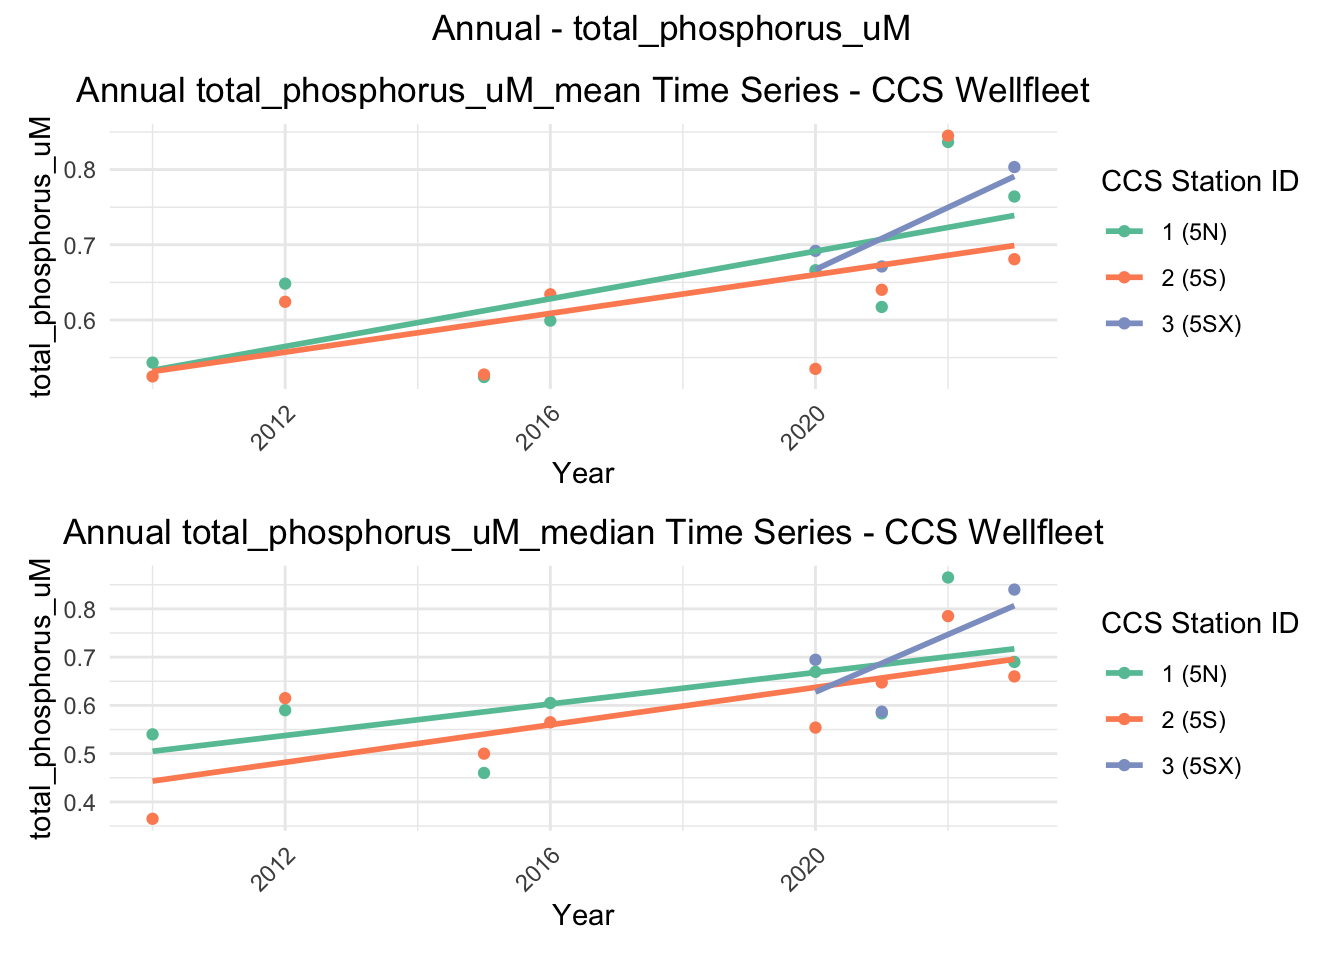 Annual - total_phosphorus_uM
Annual total_phosphorus_uM_mean Time Series - CCS Wellfleet
total_phosphorus_uM
0.8
0.7
0.6
2012
2016
2020
Year
CCS Station ID
1 (5N)
2 (5S)
3 (5SX)
Annual total_phosphorus_uM_median Time Series - CCS Wellfleet
total_phosphorus_uM
0.8
0.7
0.6
0.5
0.4
2012
2016
2020
Year
CCS Station ID
1 (5N)
2 (5S)
3 (5SX)